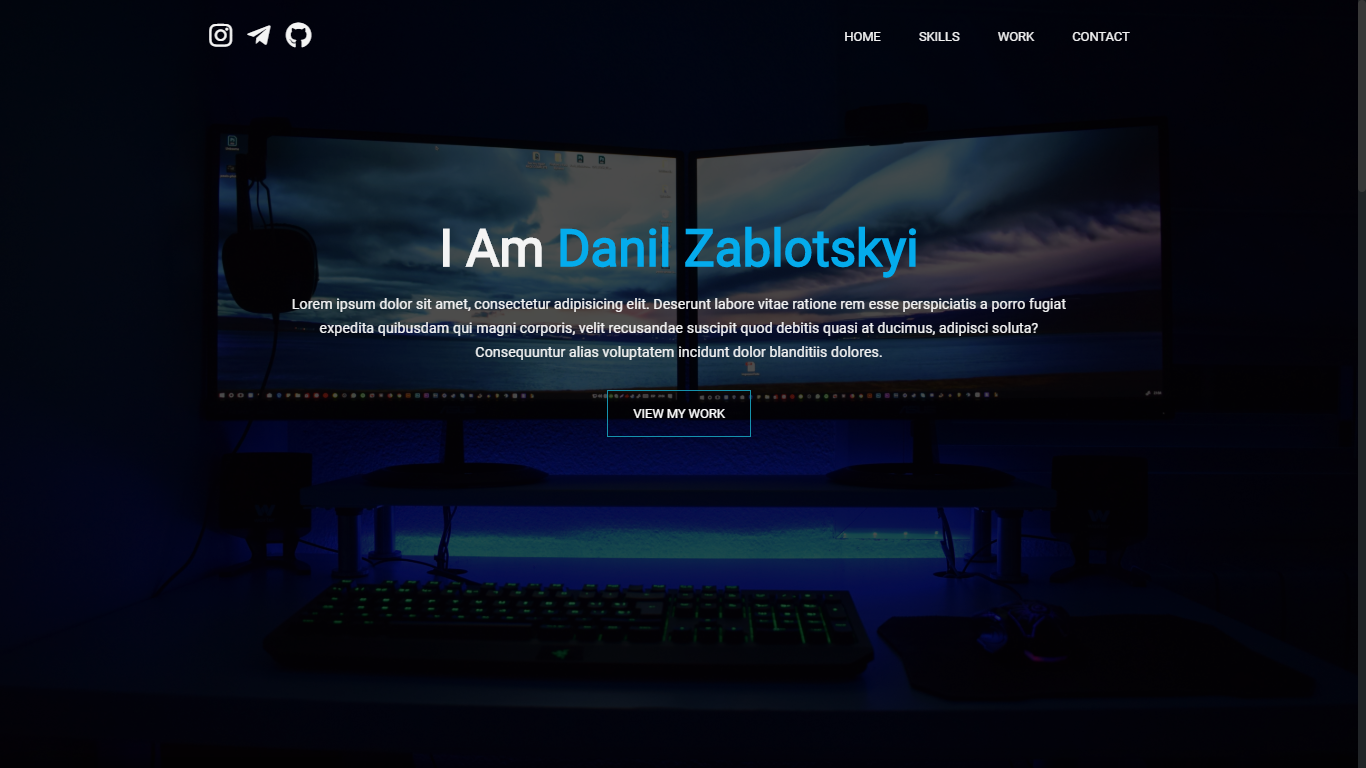 HOME SKILLS WORK CONTACT
I Am Danil Zablotskyi
Lorem ipsum dolor sit amet, consectetur adipisicing elit. Deserunt labore vitae ratione rem esse perspiciatis a porro fugiat
expedita quibusdam qui magni corporis, velit recusandae suscipit quod debitis quasi at ducimus, adipisci soluta?
Consequuntur alias voluptatem incidunt dolor blanditiis dolores.
VIEW MY WORK